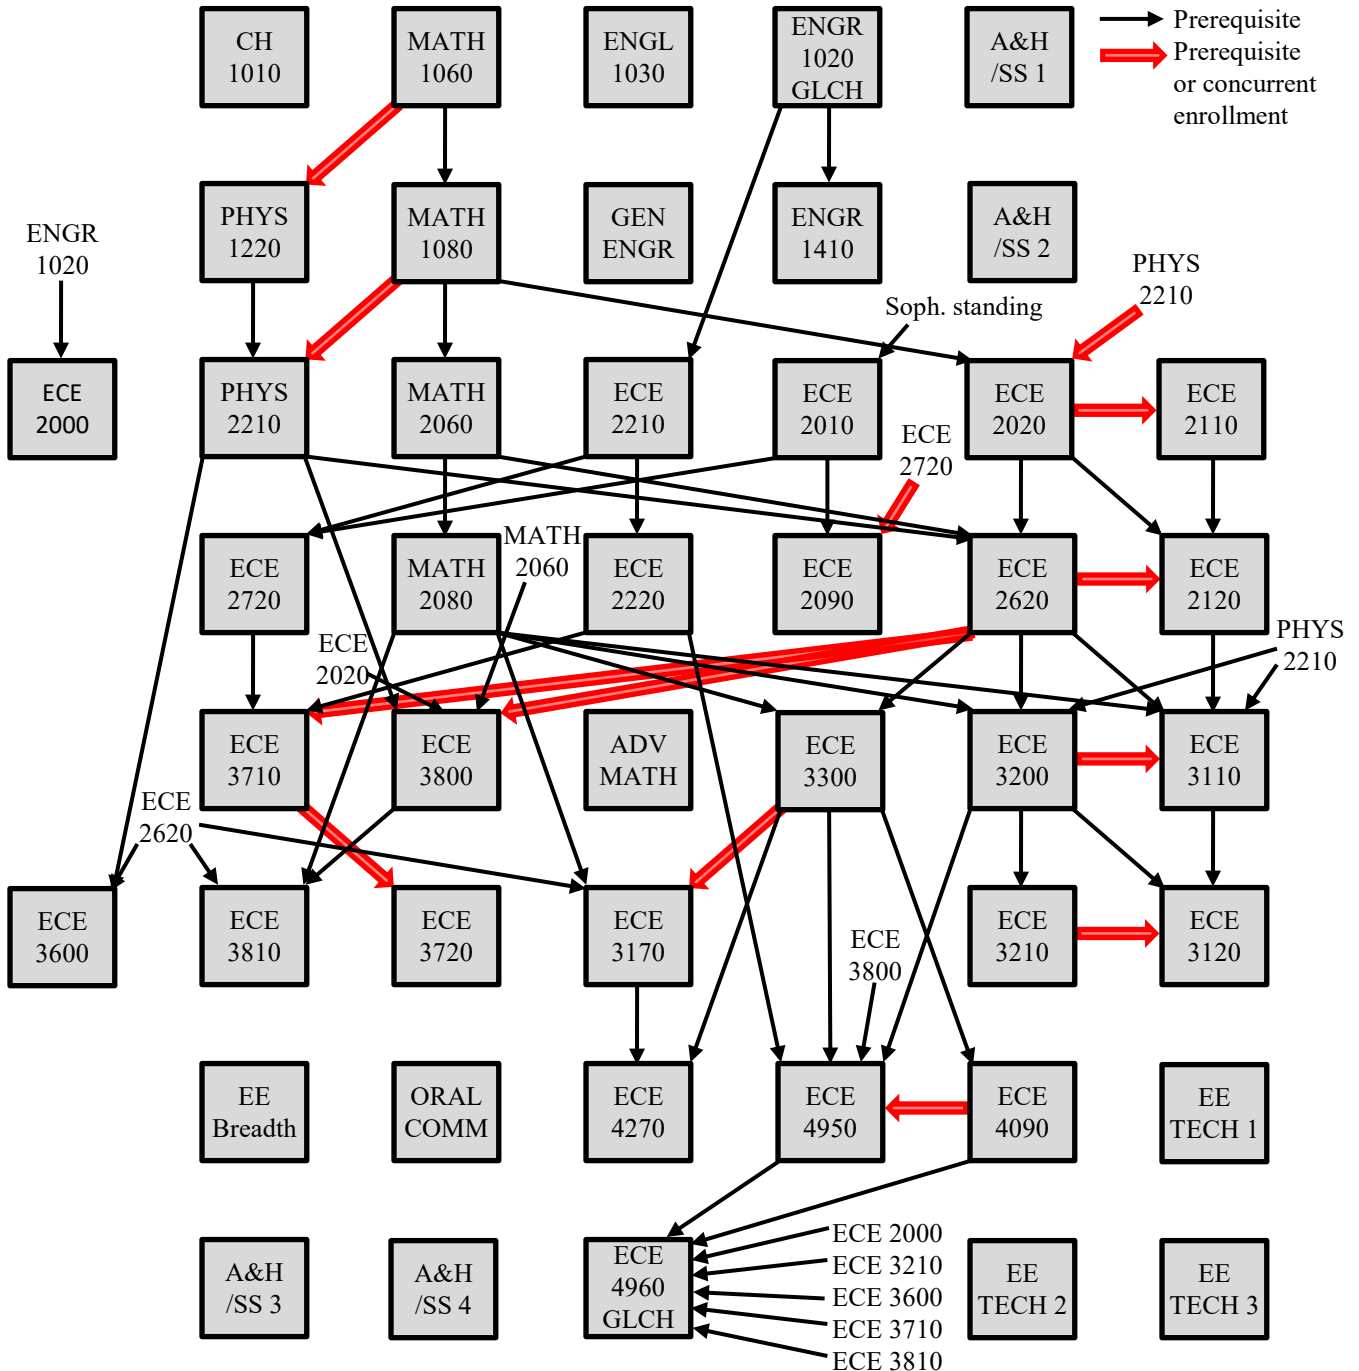 CH
1010
MATH
1060
ENGL
1030
ENGR
1020
GLCH
A&H
/SS 1
Prerequisite
Prerequisite
or concurrent
enrollment
ENGR
1020
PHYS
1220
MATH
1080
GEN
ENGR
ENGR
1410
A&H
/SS 2
PHYS
2210
Soph. standing
ECE
2000
PHYS
2210
MATH
2060
ECE
2210
ECE
2010
ECE
2720
ECE
2020
ECE
2110
ECE
2720
MATH
2080
MATH
2060
ECE
2220
ECE
2090
ECE
2620
ECE
2120
ECE
2020
PHYS
2210
ECE
3710
ECE
3800
ADV
MATH
ECE
3300
ECE
3200
ECE
3110
ECE
2620
ECE
3600
ECE
3810
ECE
3720
ECE
3170
ECE
3800
ECE
3210
ECE
3120
EE
Breadth
ORAL
COMM
ECE
4270
ECE
4950
ECE
4090
EE
TECH 1
A&H
/SS 3
A&H
/SS 4
ECE
4960
GLCH
ECE 2000
ECE 3210
ECE 3600
ECE 3710
ECE 3810
EE
TECH 2
EE
TECH 3